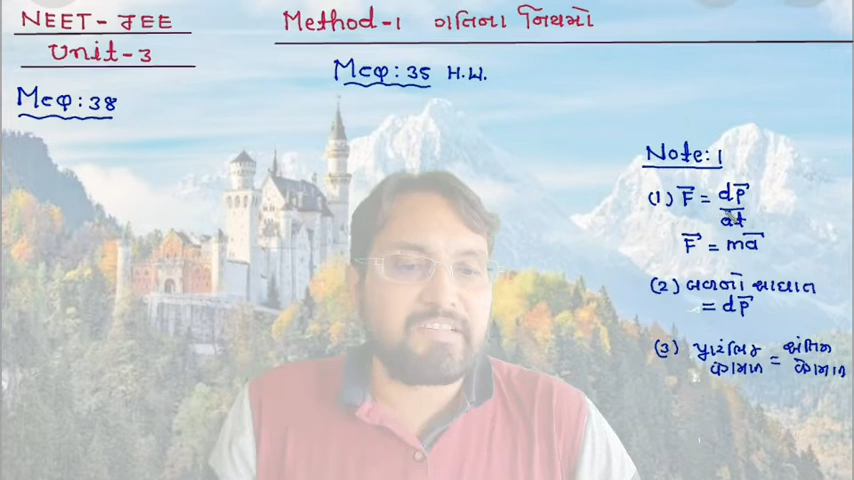 NEET - JEE
Unit - 3
Mcq : 38
Method - 1 ગતિના નિયમો
Mcq : 35 H.W.
Note : 1
(1) F⃗ = dp⃗
dt
F⃗ = ma⃗
(2) બળનો આઘાત
= dp⃗
(3) પ્રારંભિક = અંતિમ
વેગમાન વેગમાન